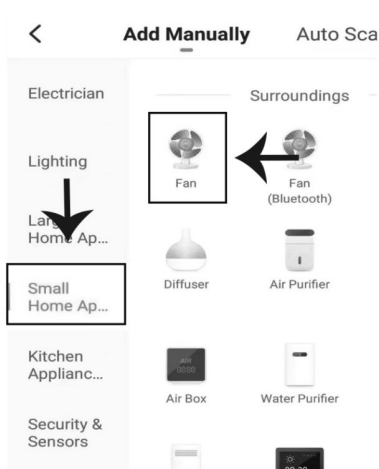 Add Manually Auto Sca
Electrician
Surroundings
Lighting
Fan
Fan
(Bluetooth)
Home Ap...
Small
Home Ap...
Diffuser
Air Purifier
Kitchen
Applianc...
Air Box
Water Purifier
Security &
Sensors